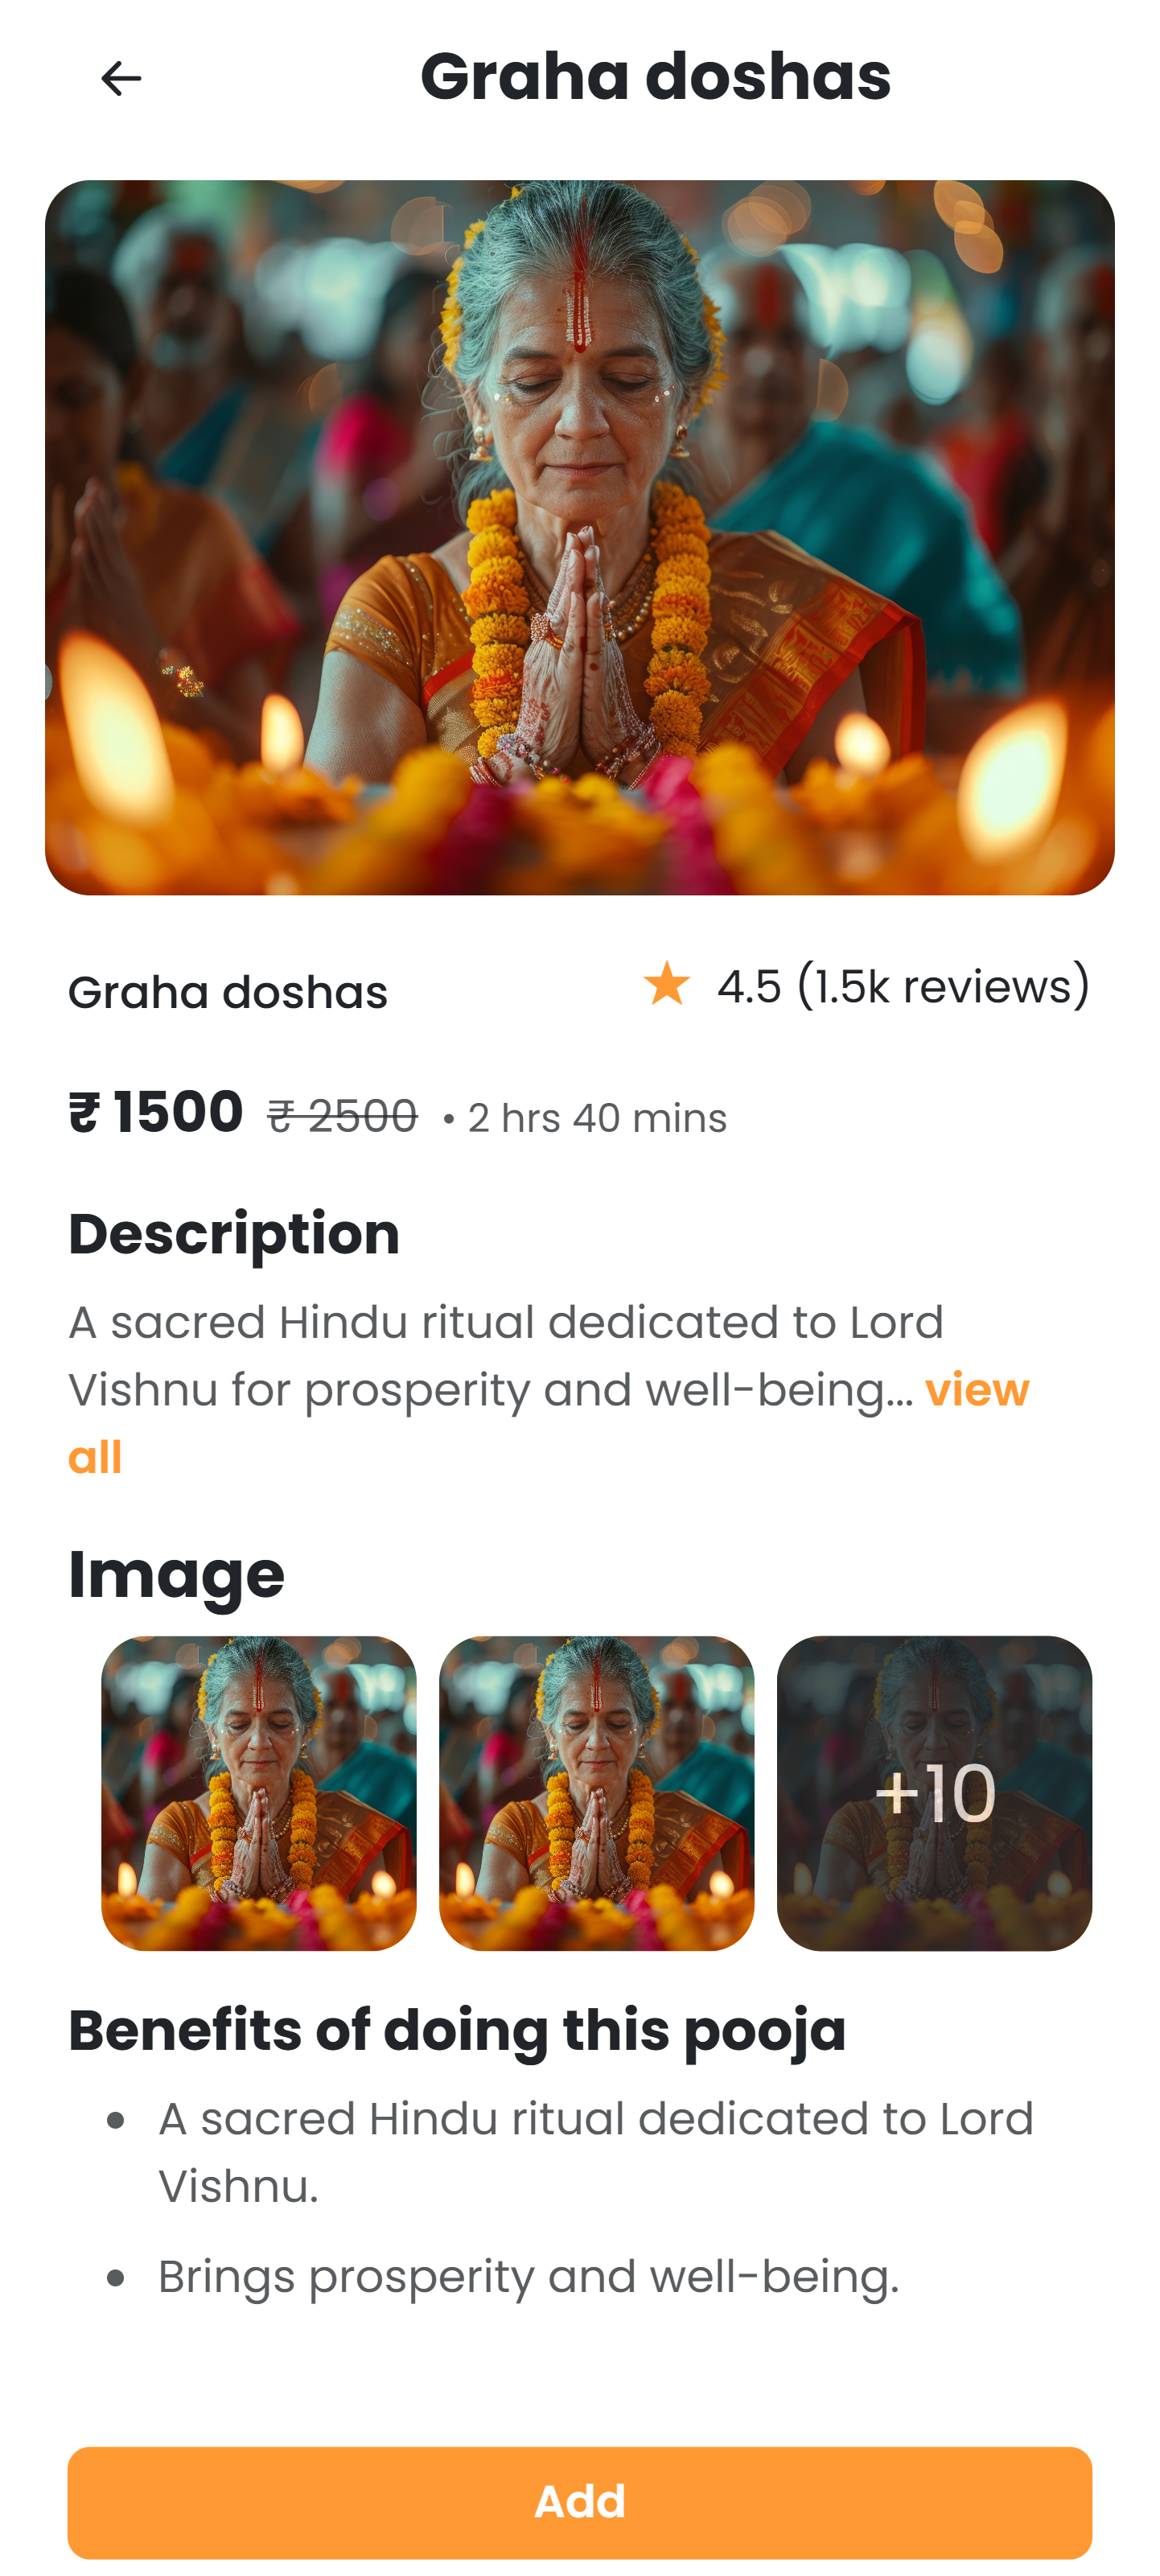 Graha doshas
Graha doshas
4.5 (1.5k reviews)
₹ 1500 ₹ 2500 • 2 hrs 40 mins
Description
A sacred Hindu ritual dedicated to Lord
Vishnu for prosperity and well-being... view
all
Image
+10
Benefits of doing this pooja
• A sacred Hindu ritual dedicated to Lord
Vishnu.
• Brings prosperity and well-being.
Add